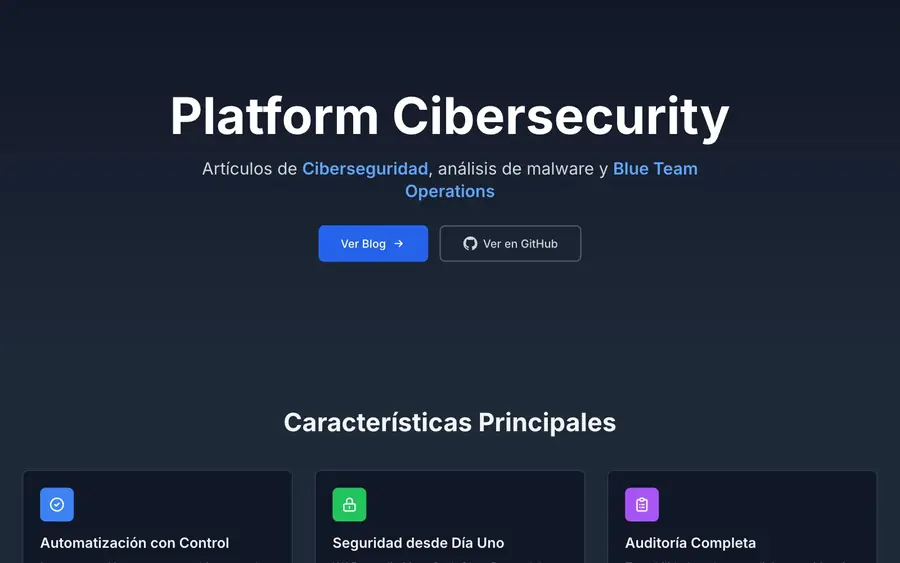 Platform Cibersecurity
Artículos de Ciberseguridad, análisis de malware y Blue Team
Operations
Ver Blog →
Ver en GitHub
Características Principales
Automatización con Control
Seguridad desde Día Uno
Auditoría Completa